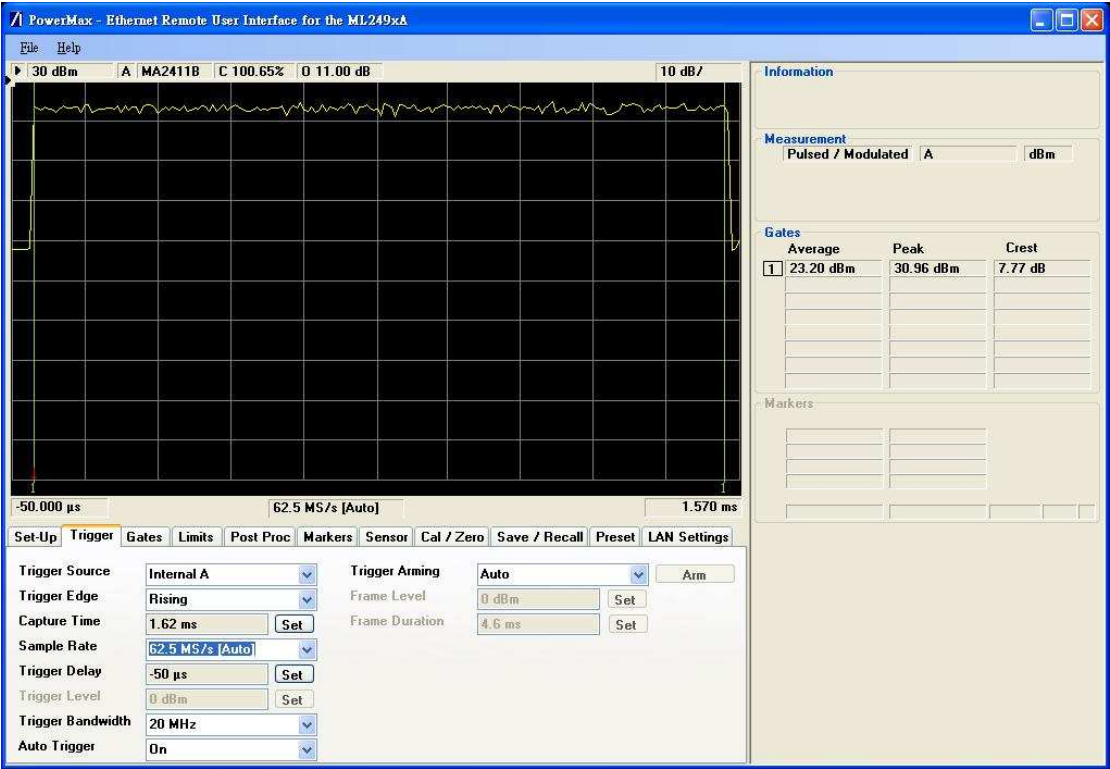 PowerMax - Ethernet Remote User Interface for the ML249xA
File Help
30 dBm A MA2411B C 100.65% O 11.00 dB 10 dB/
1 1
-50.000 µs 62.5 MS/s [Auto] 1.570 ms
Set-Up Trigger Gates Limits Post Proc Markers Sensor Cal / Zero Save / Recall Preset LAN Settings
Trigger Source Internal A Trigger Arming Auto Arm
Trigger Edge Rising Frame Level 0 dBm Set
Capture Time 1.62 ms Set Frame Duration 4.6 ms Set
Sample Rate 62.5 MS/s [Auto]
Trigger Delay -50 µs Set
Trigger Level 0 dBm Set
Trigger Bandwidth 20 MHz
Auto Trigger On
Information
Measurement
Pulsed / Modulated A dBm
Gates
Average Peak Crest
1 23.20 dBm 30.96 dBm 7.77 dB
Markers